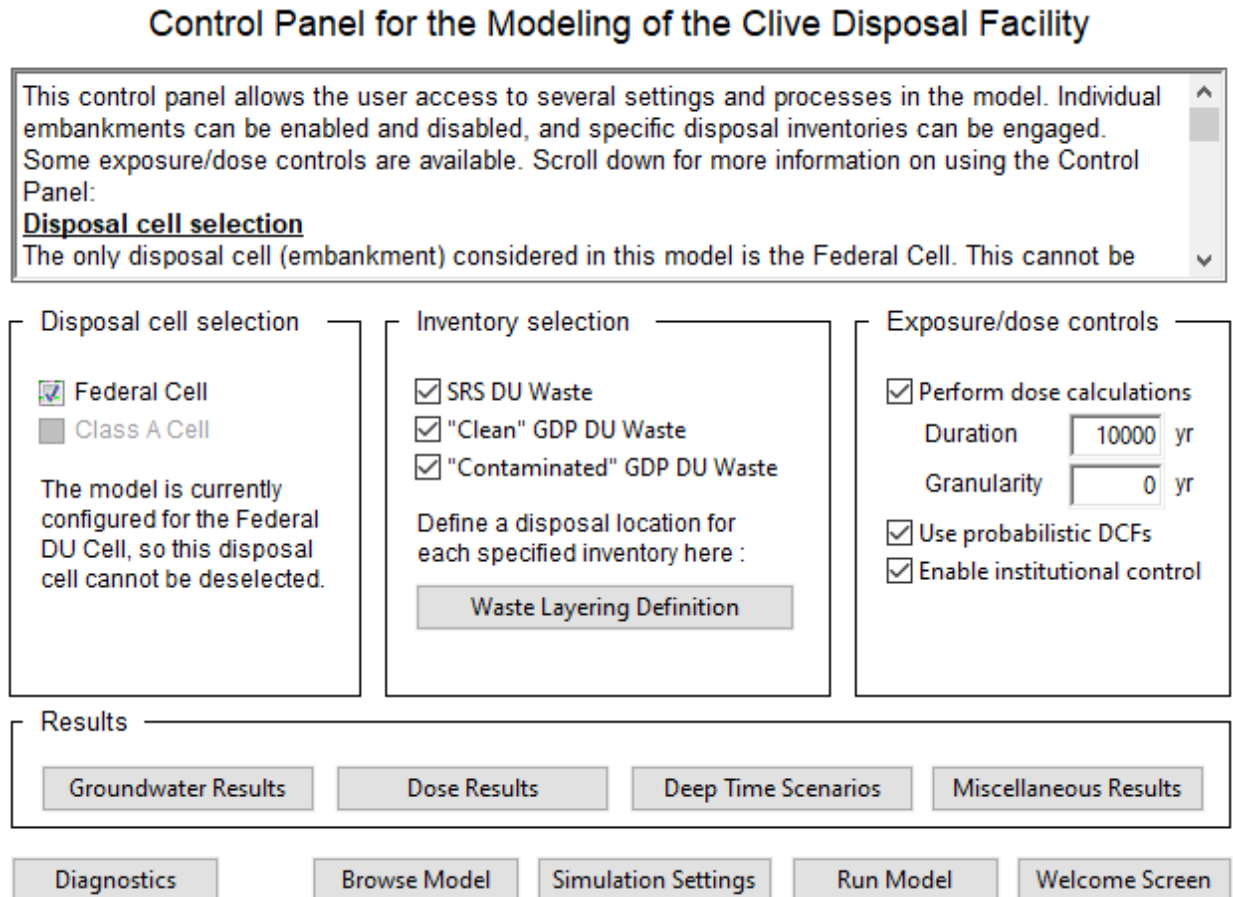 Control Panel for the Modeling of the Clive Disposal Facility
This control panel allows the user access to several settings and processes in the model. Individual
embankments can be enabled and disabled, and specific disposal inventories can be engaged.
Some exposure/dose controls are available. Scroll down for more information on using the Control
Panel:
Disposal cell selection
The only disposal cell (embankment) considered in this model is the Federal Cell. This cannot be
Disposal cell selection
Federal Cell
Class A Cell
The model is currently
configured for the Federal
DU Cell, so this disposal
cell cannot be deselected.
Inventory selection
SRS DU Waste
"Clean" GDP DU Waste
"Contaminated" GDP DU Waste
Define a disposal location for
each specified inventory here :
Waste Layering Definition
Exposure/dose controls
Perform dose calculations
Duration 10000 yr
Granularity 0 yr
Use probabilistic DCFs
Enable institutional control
Results
Groundwater Results Dose Results Deep Time Scenarios Miscellaneous Results
Diagnostics Browse Model Simulation Settings Run Model Welcome Screen